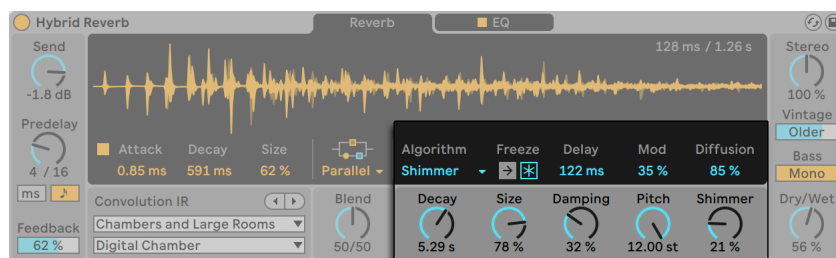 Hybrid Reverb
Reverb
EQ
Send
-1.8 dB
Predelay
4 / 16
ms
Feedback
62 %
128 ms / 1.26 s
Attack
Decay
Size
0.85 ms
591 ms
62 %
Parallel
Algorithm
Freeze
Delay
Mod
Diffusion
Shimmer
122 ms
35 %
85 %
Convolution IR
Chambers and Large Rooms
Digital Chamber
Blend
50/50
Decay
Size
Damping
Pitch
Shimmer
5.29 s
78 %
32 %
12.00 st
21 %
Stereo
100 %
Vintage
Older
Bass
Mono
Dry/Wet
56 %